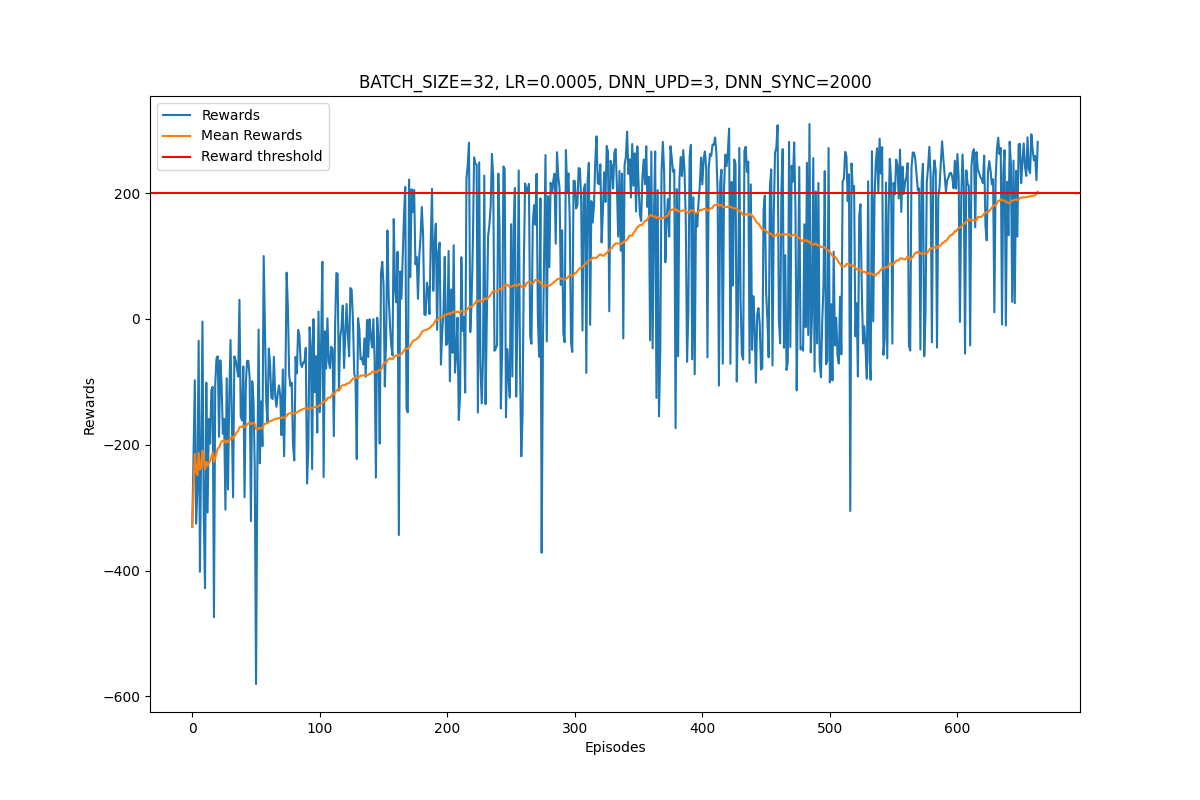 BATCH_SIZE=32, LR=0.0005, DNN_UPD=3, DNN_SYNC=2000
Rewards
Mean Rewards
Reward threshold
200
0
−200
−400
−600
Rewards
0
100
200
300
400
500
600
Episodes